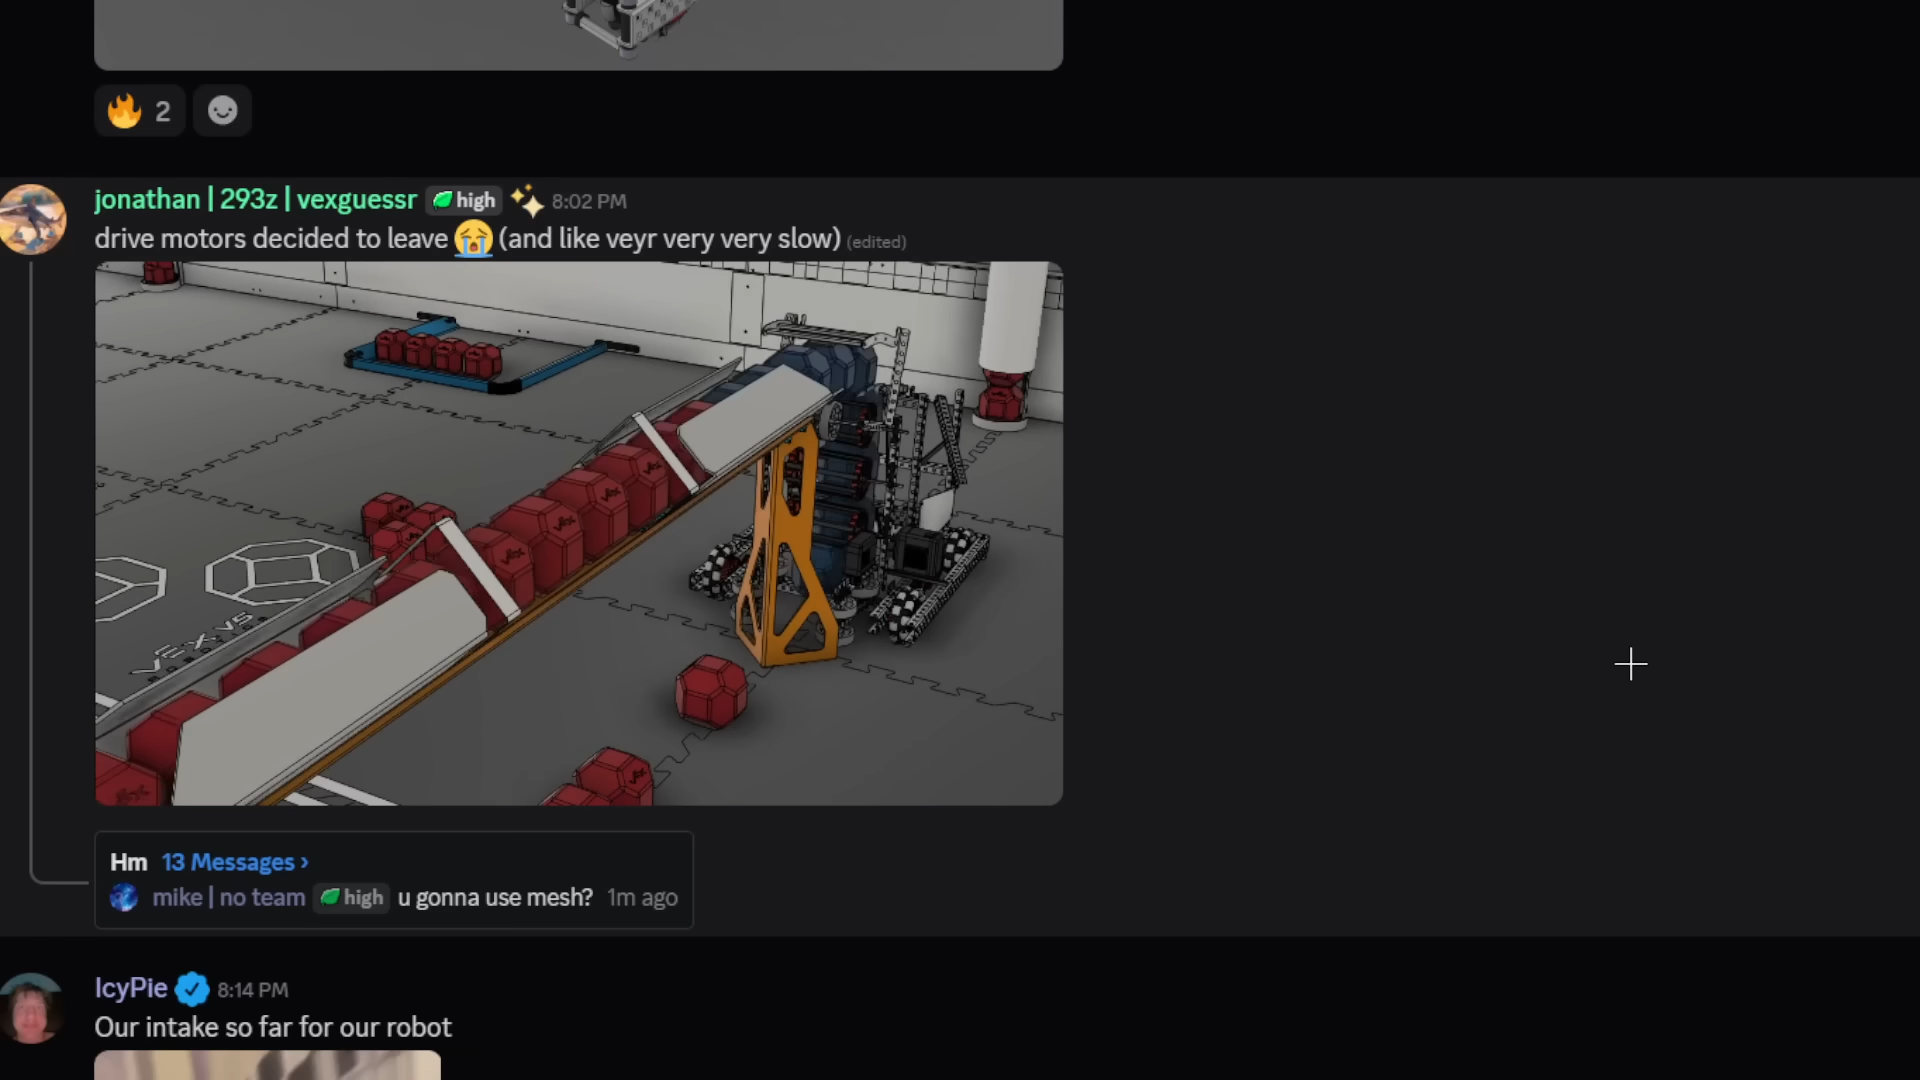 2
jonathan | 293z | vexguessr high 8:02 PM
drive motors decided to leave 😭 (and like veyr very very slow) (edited)
VEX V5
Hm 13 Messages ›
mike | no team high u gonna use mesh? 1m ago
IcyPie 8:14 PM
Our intake so far for our robot